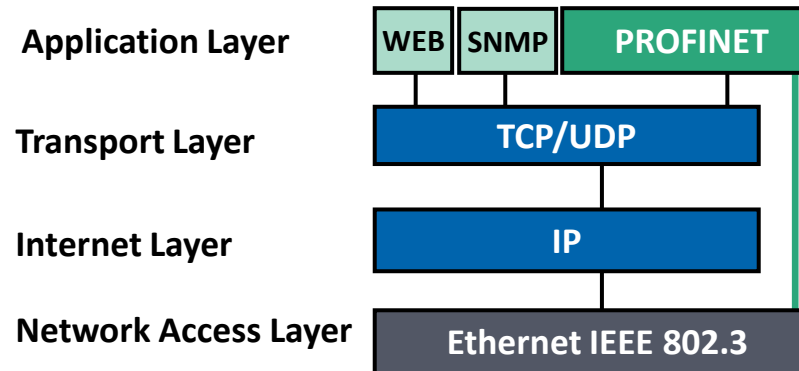 Application Layer
WEB
SNMP
PROFINET
Transport Layer
TCP/UDP
Internet Layer
IP
Network Access Layer
Ethernet IEEE 802.3